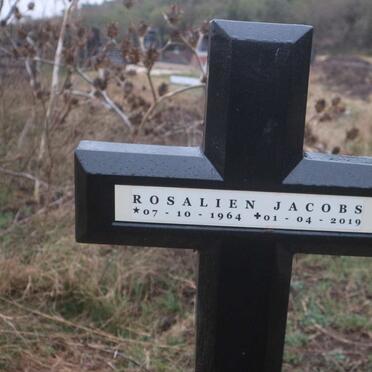 ROSALIEN JACOBS
★07 - 10 - 1964 ✚01 - 04 - 2019